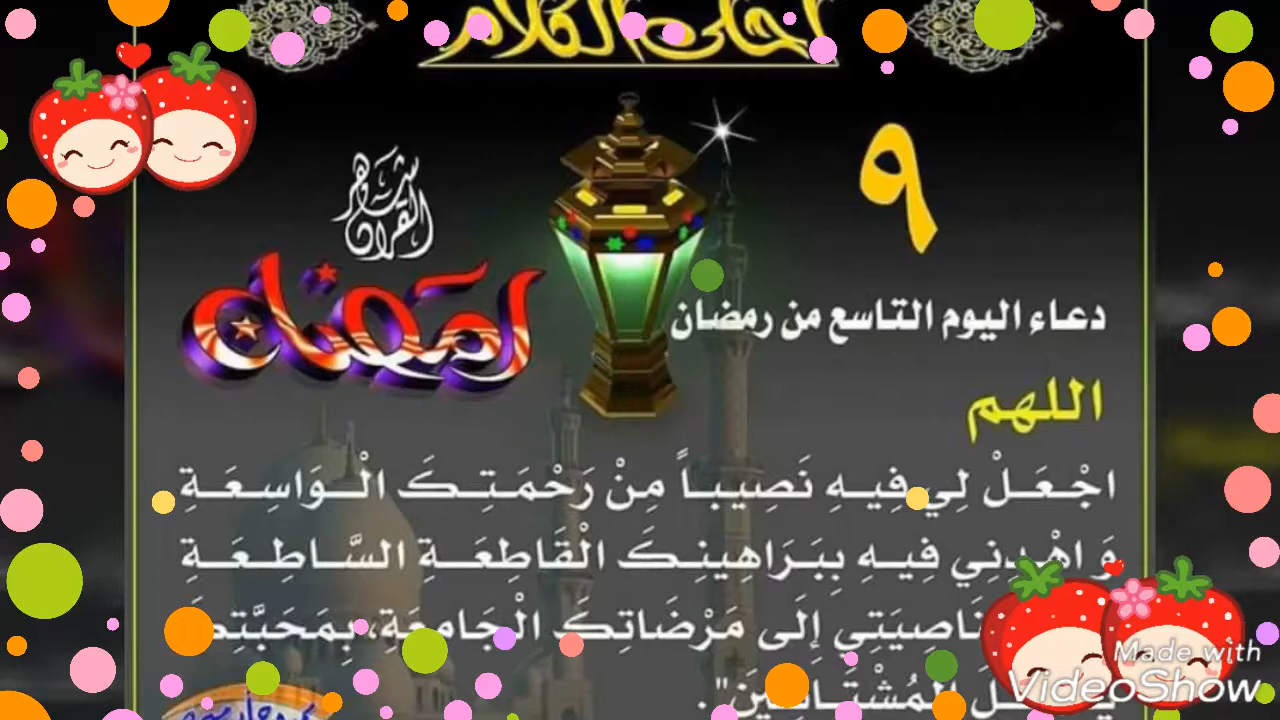 أحلى الكلام
٩
شهر
القرآن
رمضان
دعاء اليوم التاسع من رمضان
اللهم
اجْعَلْ لِي فِيهِ نَصِيباً مِنْ رَحْمَتِكَ الْوَاسِعَةِ
وَ اهْدِنِي فِيهِ بِبَرَاهِينِكَ الْقَاطِعَةِ السَّاطِعَةِ
إِلَى مَرْضَاتِكَ الْجَامِعَةِ، بِمَحَبَّتِكَ
الْمُشْتَاقِينَ".
Made with
VideoShow